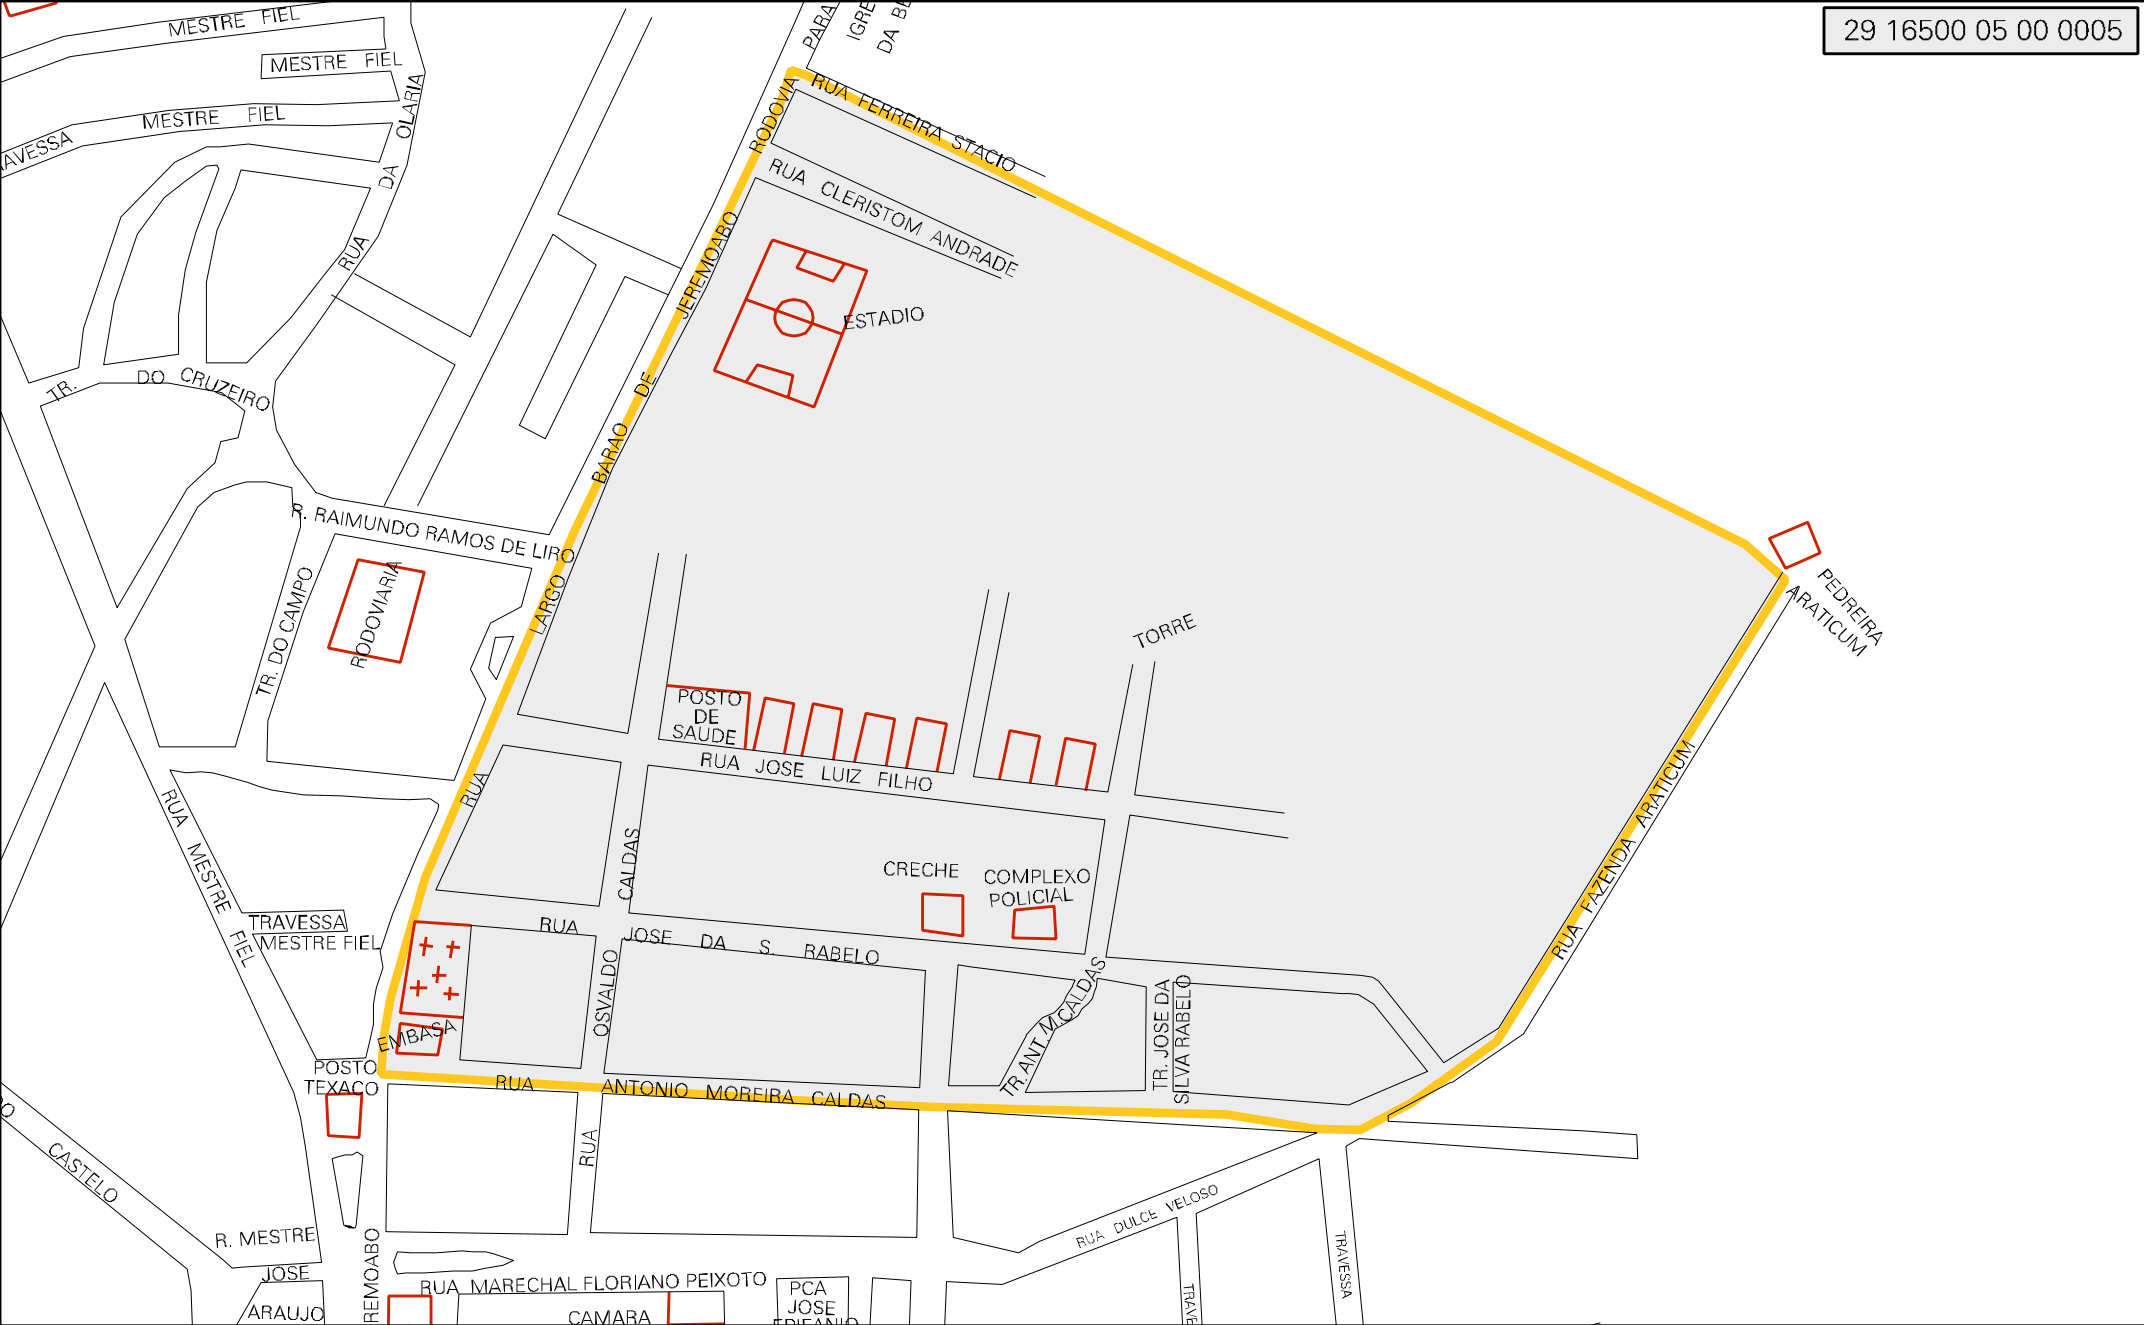 29 16500 05 00 0005
MESTRE FIEL
MESTRE FIEL
MESTRE FIEL
RUA DA OLARIA
PARA
DA
RODOVIA
RUA FERREIRA STACIO
RUA CLERISTOM ANDRADE
ESTADIO
TR. DO CRUZEIRO
RUA LARGO BARAO DE JEREMOABO
R. RAIMUNDO RAMOS DE LIRO
RODOVIARIA
TR. DO CAMPO
TORRE
PEDREIRA
ARATICUM
POSTO
DE
SAUDE
RUA JOSE LUIZ FILHO
RUA FAZENDA ARATICUM
CRECHE
COMPLEXO
POLICIAL
RUA MESTRE FIEL
TRAVESSA
MESTRE FIEL
RUA JOSE DA S. RABELO
RUA OSVALDO CALDAS
TR. ANT. M. CALDAS
TR. JOSE DA
SILVA RABELO
EMBASA
POSTO
TEXACO
RUA ANTONIO MOREIRA CALDAS
CASTELO
R. MESTRE
JOSE
ARAUJO
REMOABO
RUA MARECHAL FLORIANO PEIXOTO
CAMARA
PCA
JOSE
RUA DULCE VELOSO
TRAVESSA